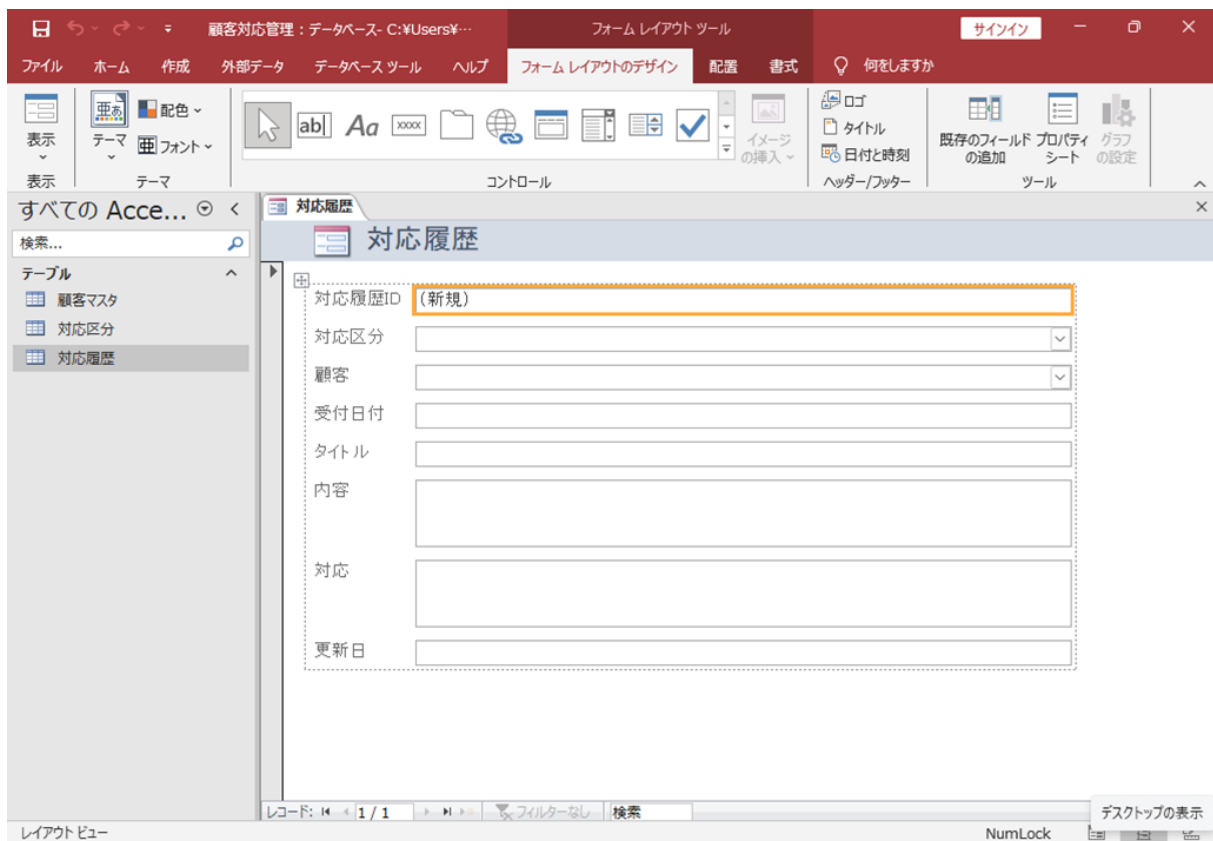 顧客対応管理：データベース- C:¥Users¥… フォーム レイアウト ツール サインイン
ファイル ホーム 作成 外部データ データベース ツール ヘルプ フォーム レイアウトのデザイン 配置 書式 何をしますか
表示 亜あ テーマ 配色 亜 フォント ab| Aa xxxx イメージの挿入 ロゴ タイトル 日付と時刻 既存のフィールドの追加 プロパティシート グラフの設定
表示 テーマ コントロール ヘッダー/フッター ツール
すべての Acce...
検索...
テーブル
顧客マスタ
対応区分
対応履歴
対応履歴
対応履歴
対応履歴ID (新規)
対応区分
顧客
受付日付
タイトル
内容
対応
更新日
レコード: 1 / 1 フィルターなし 検索
デスクトップの表示
レイアウト ビュー NumLock